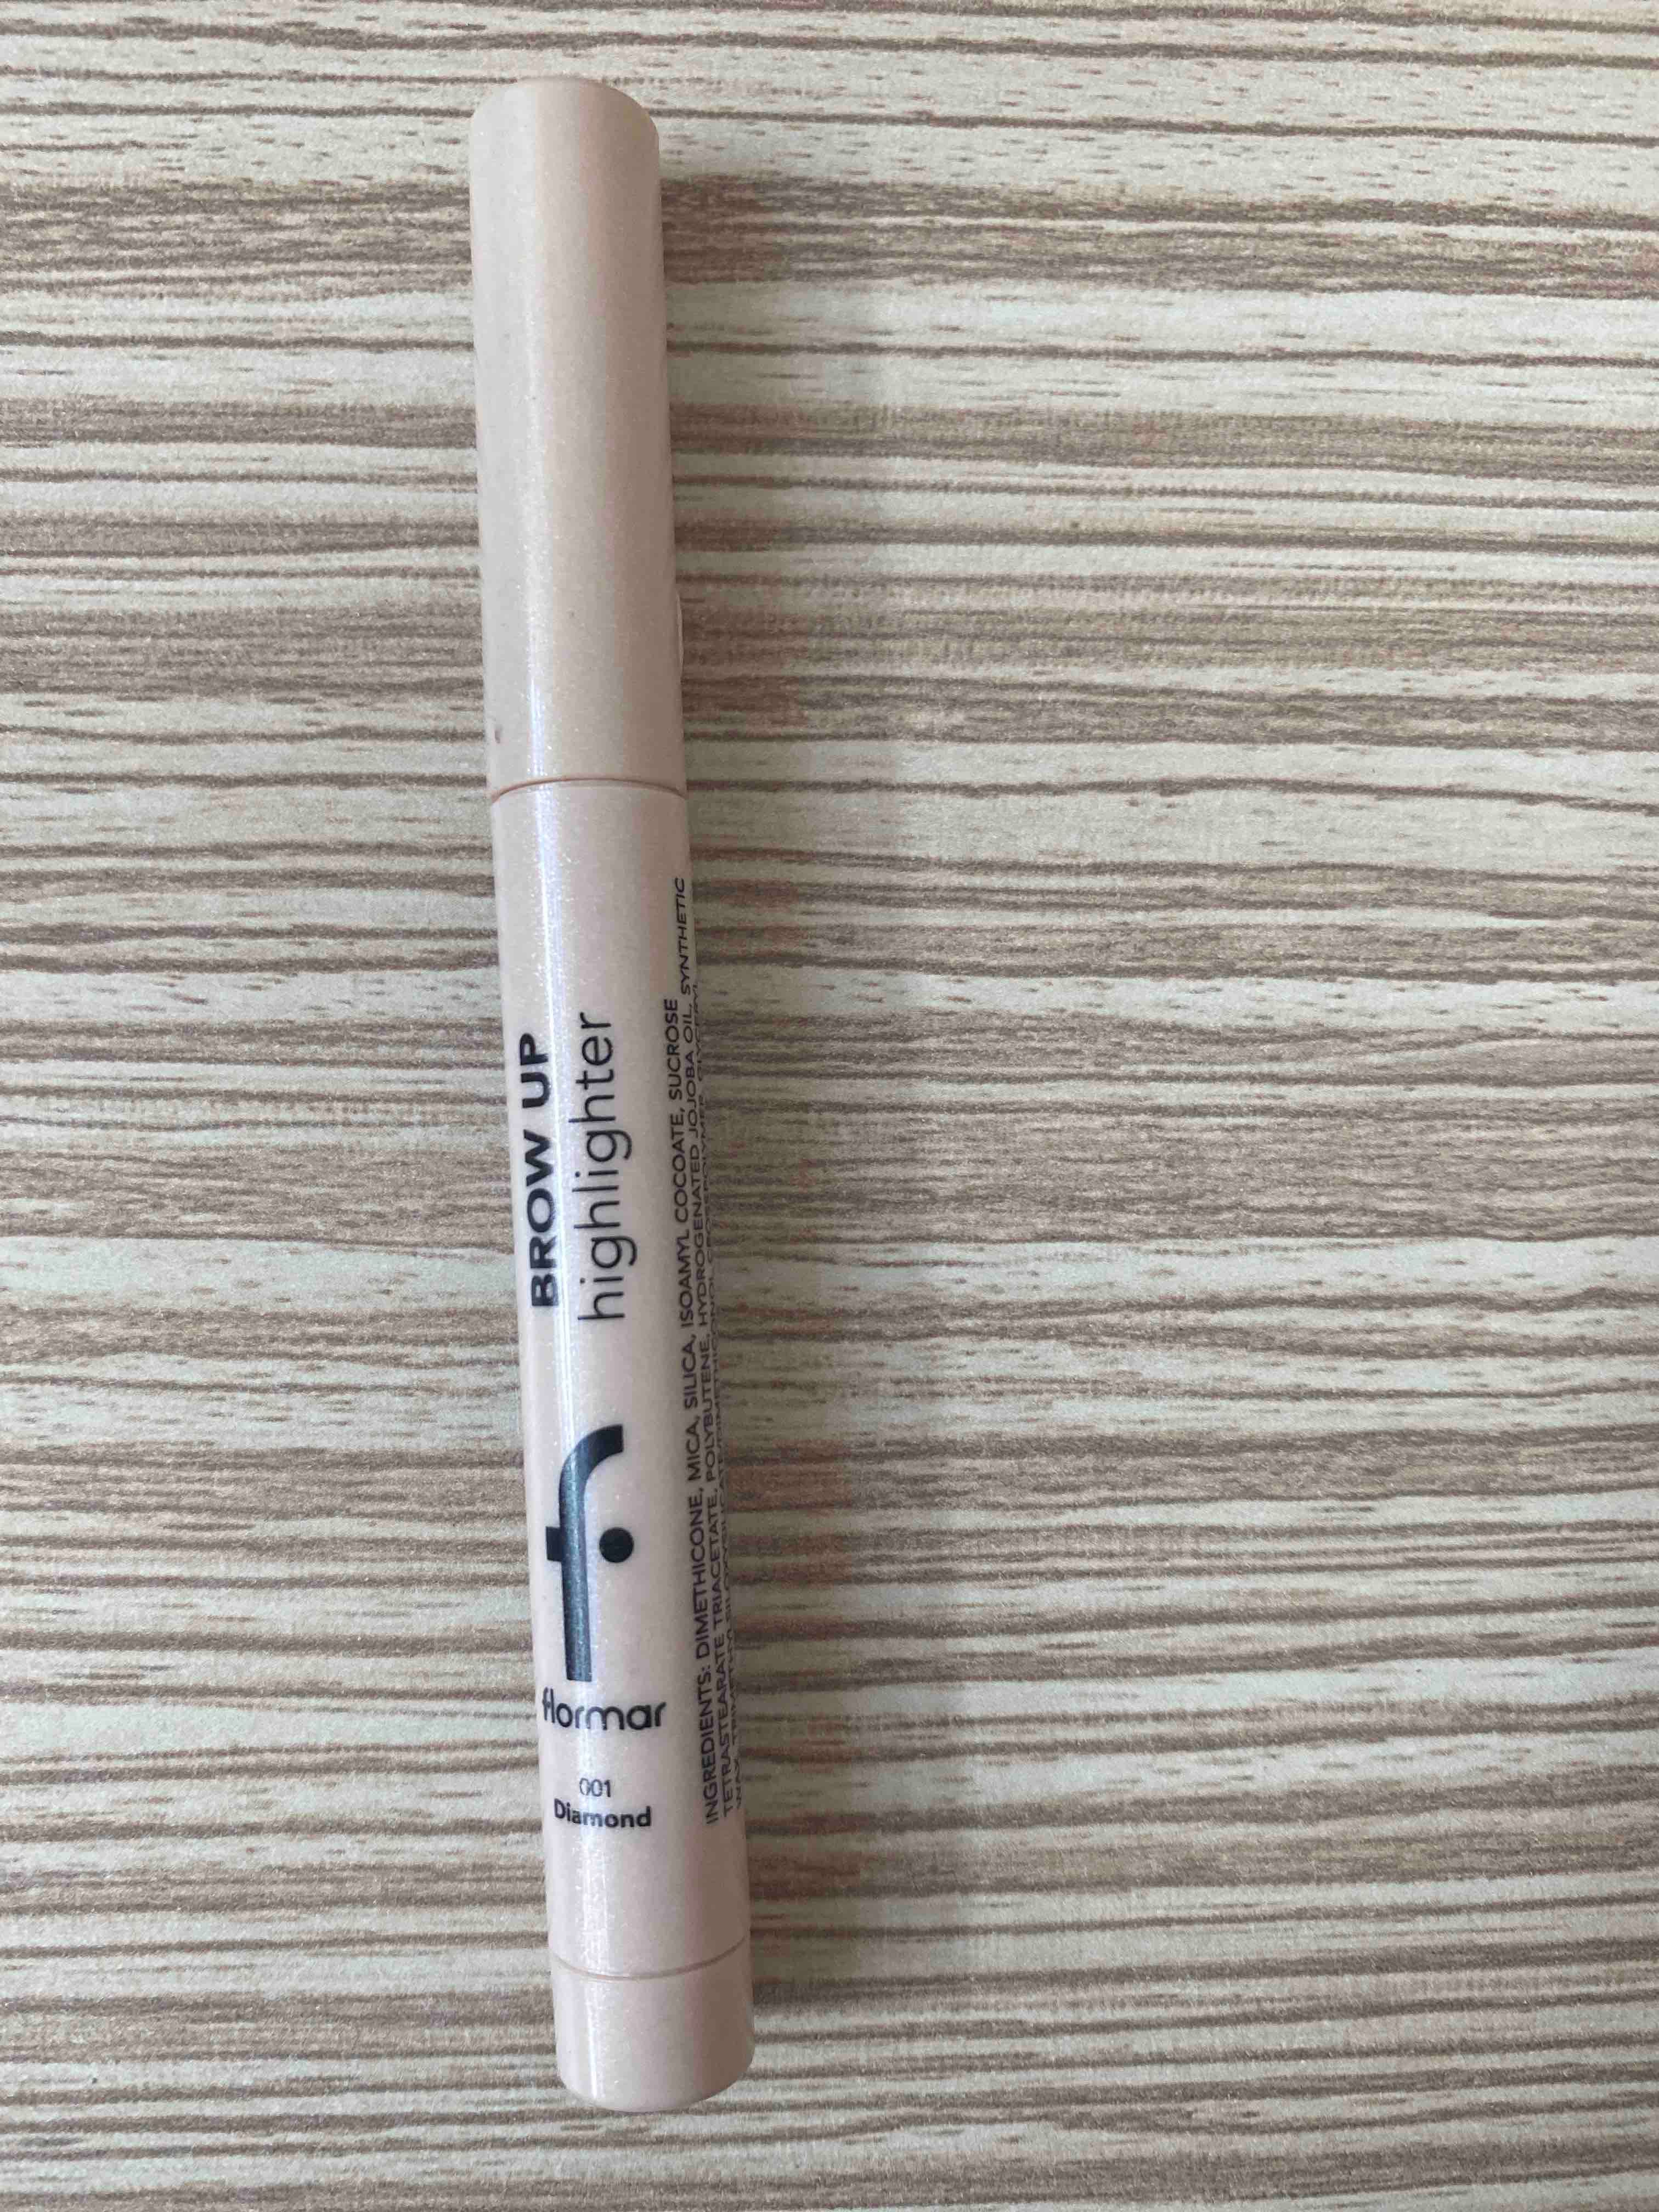 BROW UP
highlighter
f
flormar
001
Diamond
INGREDIENTS: DIMETHICONE, MICA, SILICA, ISOAMYL COCOATE, SUCROSE
TETRASTEARATE TRIACETATE, POLYBUTENE, HYDROGENATED JOJOBA OIL, SYNTHETIC